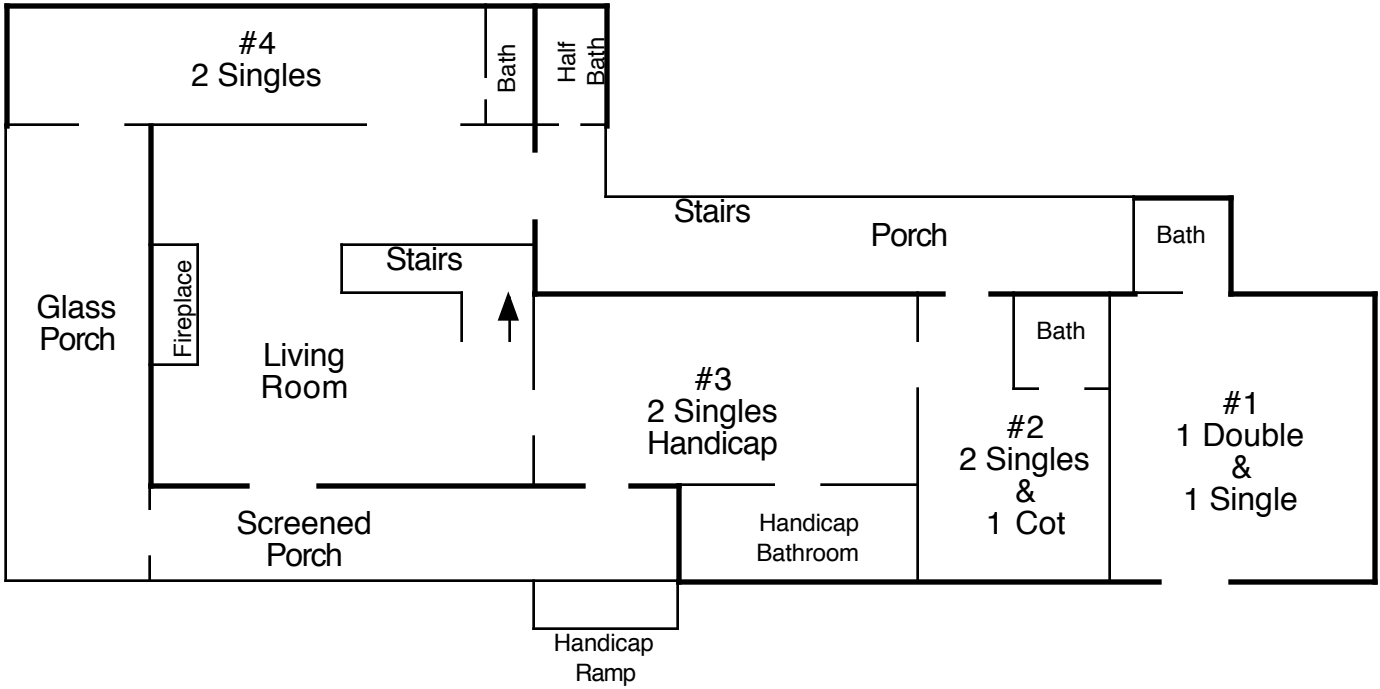 #4
2 Singles
Bath
Half
Bath
Stairs
Porch
Bath
Stairs
Glass
Porch
Fireplace
Living
Room
Bath
#3
2 Singles
Handicap
#2
2 Singles
&
1 Cot
#1
1 Double
&
1 Single
Screened
Porch
Handicap
Bathroom
Handicap
Ramp